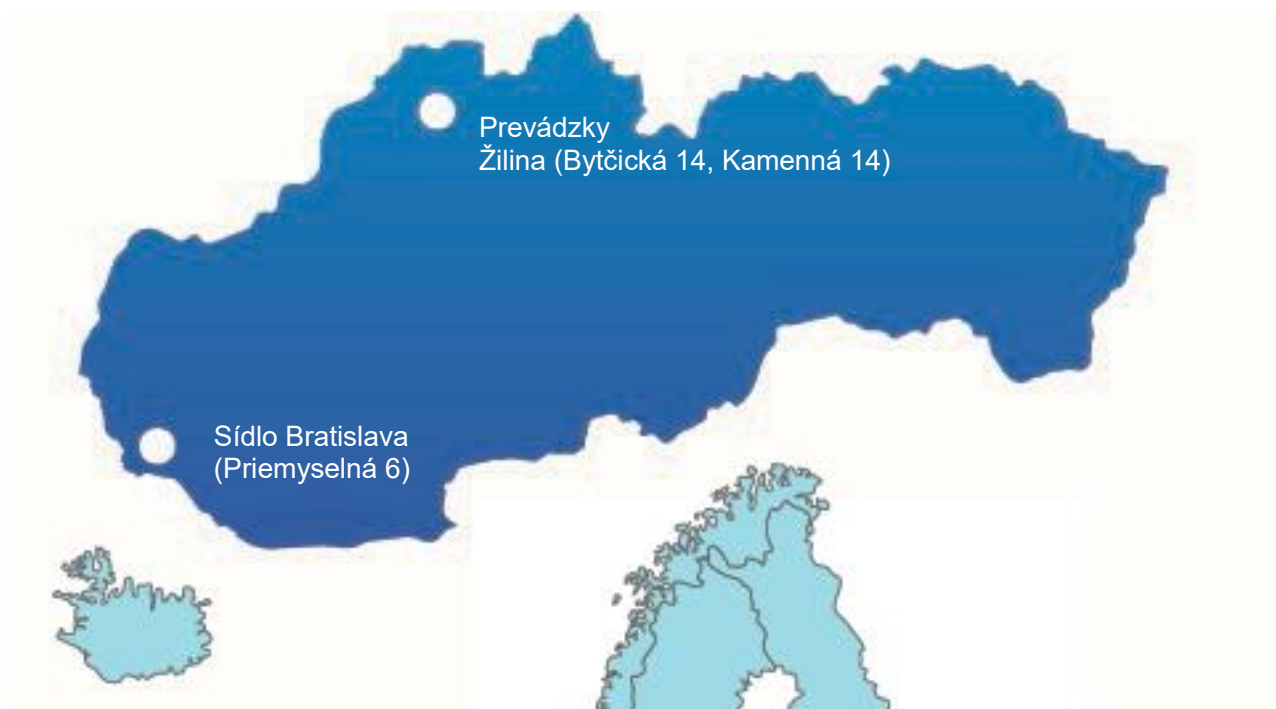 Prevádzky
Žilina (Bytčická 14, Kamenná 14)
Sídlo Bratislava
(Priemyselná 6)